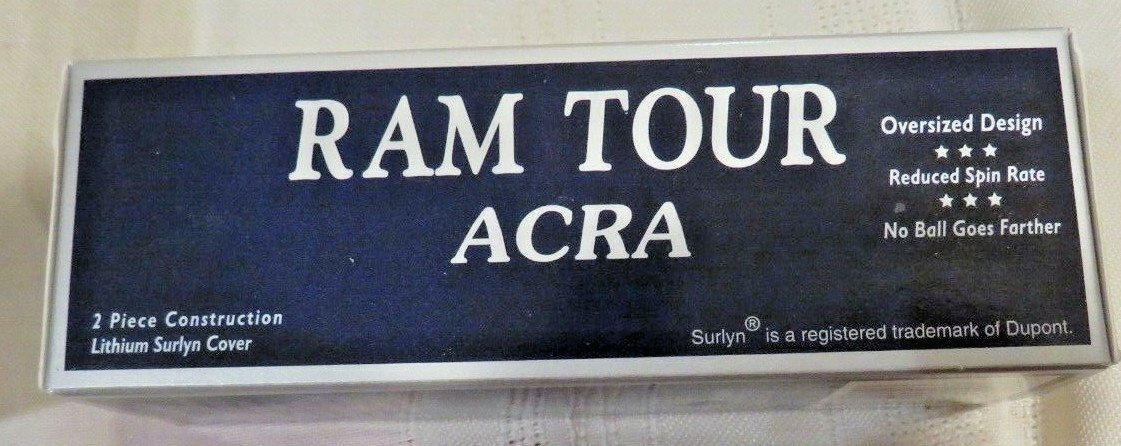 RAM TOUR
ACRA
Oversized Design
★ ★ ★
Reduced Spin Rate
★ ★ ★
No Ball Goes Farther
2 Piece Construction
Lithium Surlyn Cover
Surlyn® is a registered trademark of Dupont.